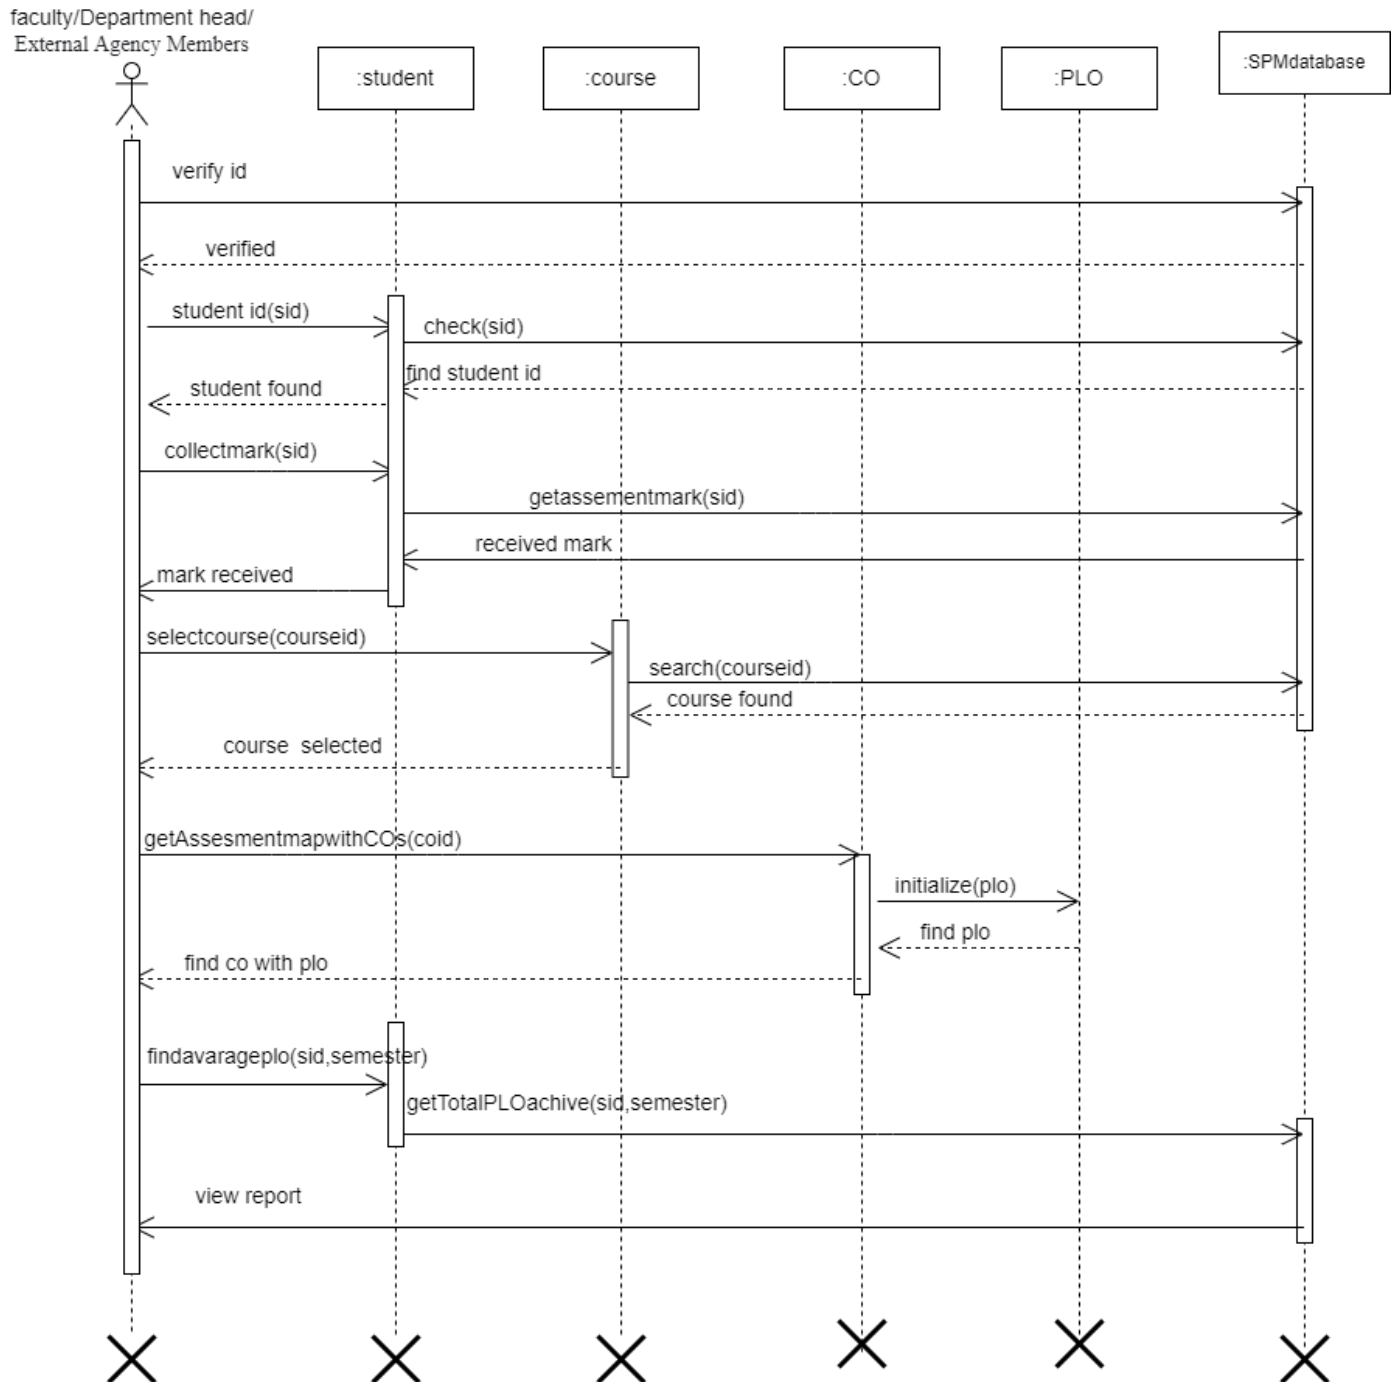 faculty/Department head/
External Agency Members
:student
:course
:CO
:PLO
:SPMdatabase
verify id
verified
student id(sid)
check(sid)
find student id
student found
collectmark(sid)
getassementmark(sid)
received mark
mark received
selectcourse(courseid)
search(courseid)
course found
course selected
getAssesmentmapwithCOs(coid)
initialize(plo)
find plo
find co with plo
findavarageplo(sid,semester)
getTotalPLOachive(sid,semester)
view report